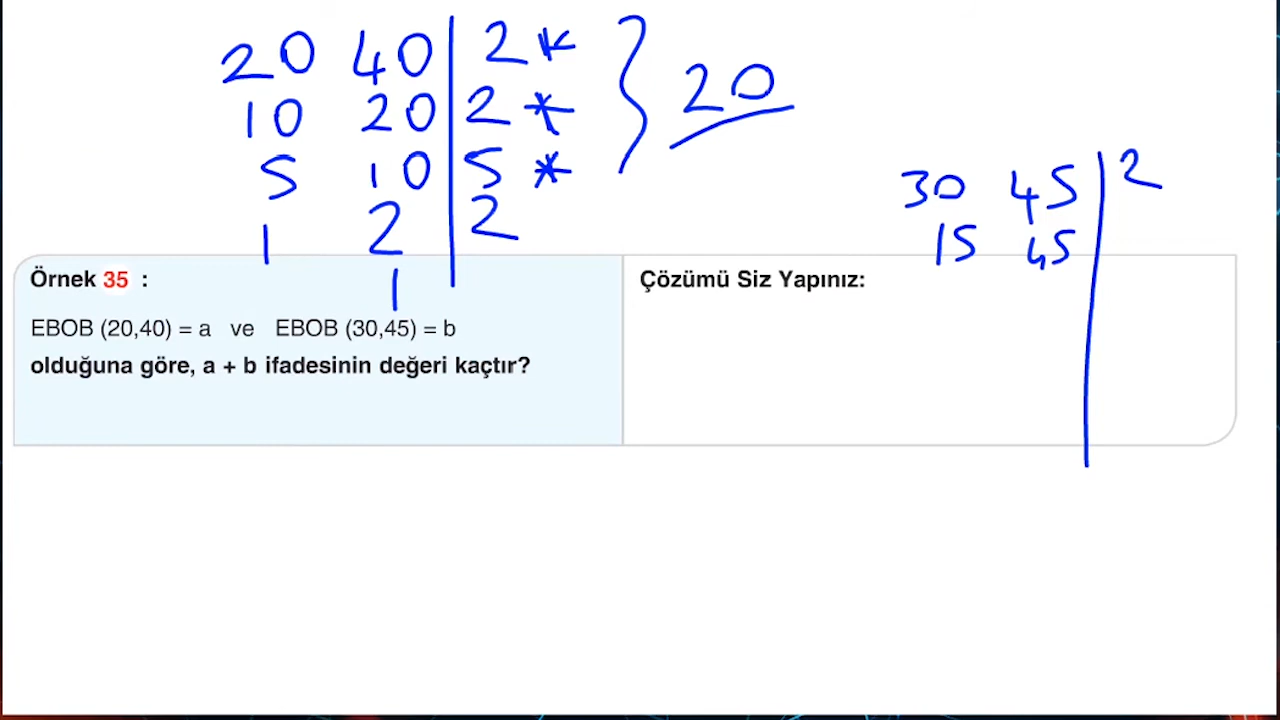 20 40 | 2 *
10 20 | 2 *
5 10 | 5 *
1 2 | 2
1
20
30 45 | 2
15 45
Örnek 35 :
EBOB (20,40) = a ve EBOB (30,45) = b
olduğuna göre, a + b ifadesinin değeri kaçtır?
Çözümü Siz Yapınız: